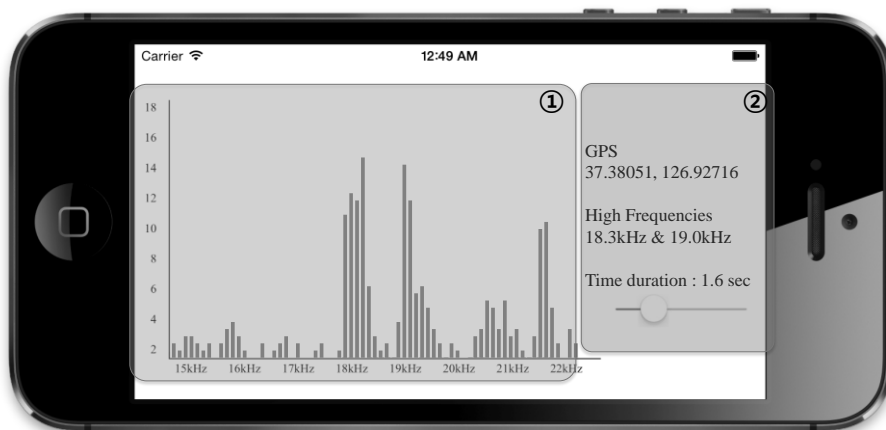 Carrier
12:49 AM
①
18
16
14
12
10
8
6
4
2
15kHz 16kHz 17kHz 18kHz 19kHz 20kHz 21kHz 22kHz
②
GPS
37.38051, 126.92716
High Frequencies
18.3kHz & 19.0kHz
Time duration : 1.6 sec